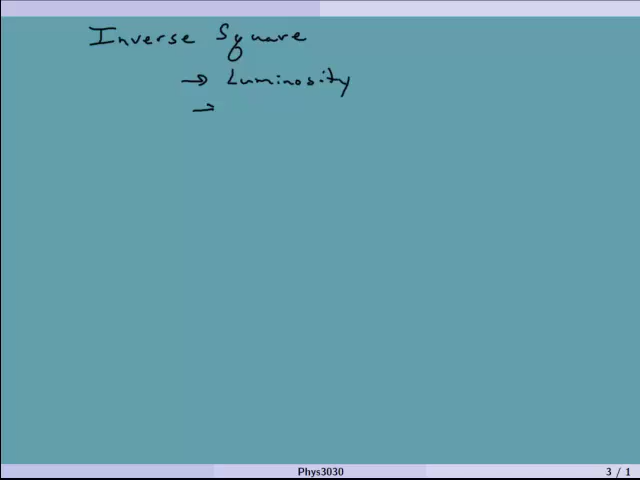 Inverse Square
→ Luminosity
→
Phys3030
3 / 1